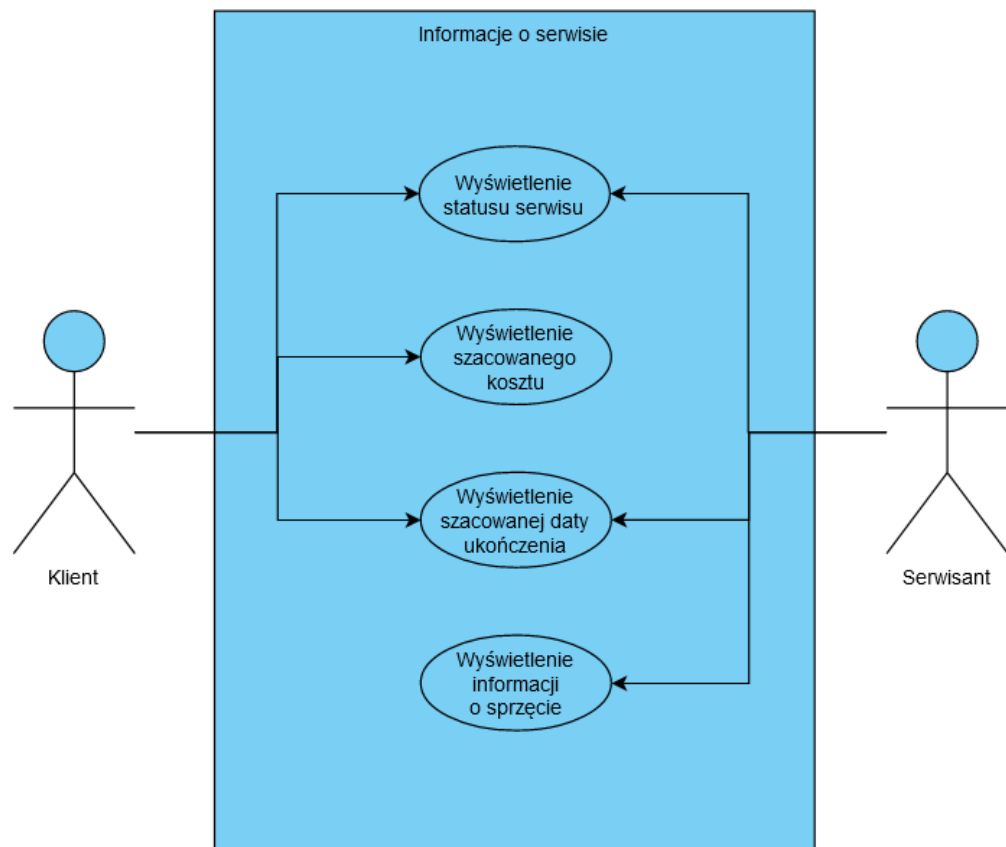 Informacje o serwisie
Wyświetlenie
statusu serwisu
Wyświetlenie
szacowanego
kosztu
Wyświetlenie
szacowanej daty
ukończenia
Klient
Serwisant
Wyświetlenie
informacji
o sprzęcie